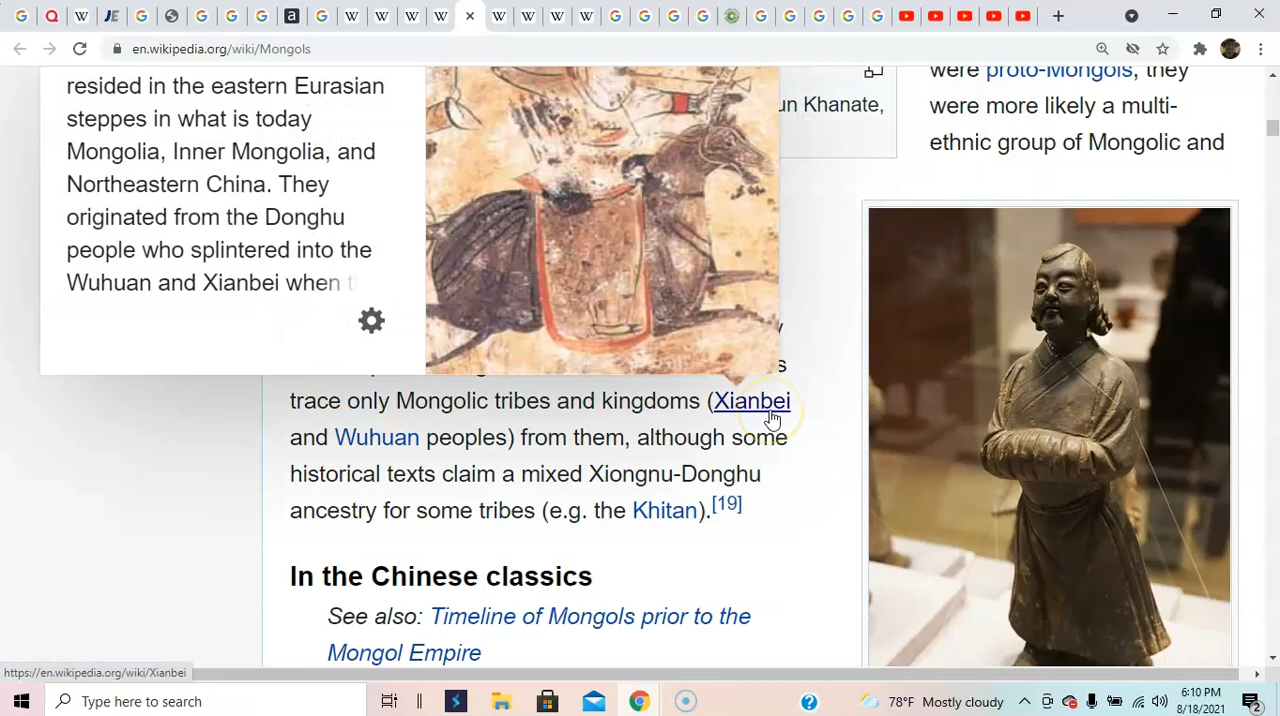 en.wikipedia.org/wiki/Mongols
resided in the eastern Eurasian
steppes in what is today
Mongolia, Inner Mongolia, and
Northeastern China. They
originated from the Donghu
people who splintered into the
Wuhuan and Xianbei when
un Khanate,
were proto-Mongols, they
were more likely a multi-
ethnic group of Mongolic and
trace only Mongolic tribes and kingdoms (Xianbei
and Wuhuan peoples) from them, although some
historical texts claim a mixed Xiongnu-Donghu
ancestry for some tribes (e.g. the Khitan).[19]
In the Chinese classics
See also: Timeline of Mongols prior to the
Mongol Empire
https://en.wikipedia.org/wiki/Xianbei
Type here to search
78°F Mostly cloudy
6:10 PM
8/18/2021
2